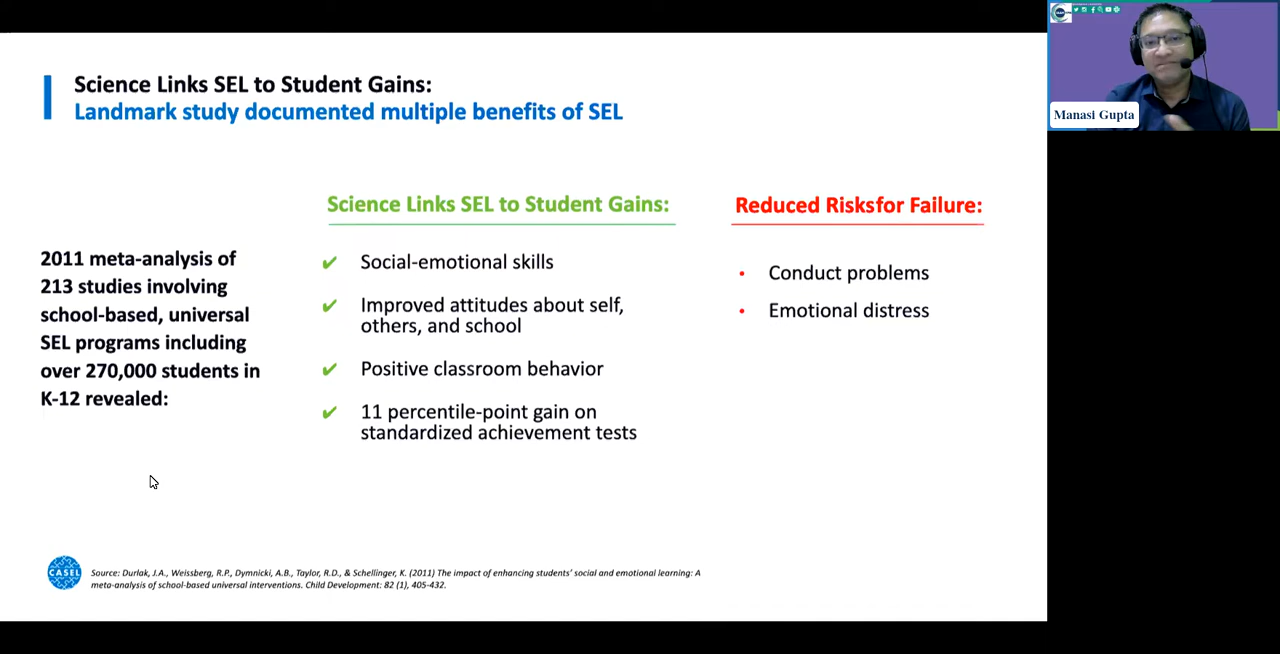 Science Links SEL to Student Gains:
Landmark study documented multiple benefits of SEL
2011 meta-analysis of
213 studies involving
school-based, universal
SEL programs including
over 270,000 students in
K-12 revealed:
Science Links SEL to Student Gains:
✔ Social-emotional skills
✔ Improved attitudes about self,
others, and school
✔ Positive classroom behavior
✔ 11 percentile-point gain on
standardized achievement tests
Reduced Risksfor Failure:
• Conduct problems
• Emotional distress
CASEL
Source: Durlak, J.A., Weissberg, R.P., Dymnicki, A.B., Taylor, R.D., & Schellinger, K. (2011) The impact of enhancing students' social and emotional learning: A
meta-analysis of school-based universal interventions. Child Development: 82 (1), 405-432.
Manasi Gupta